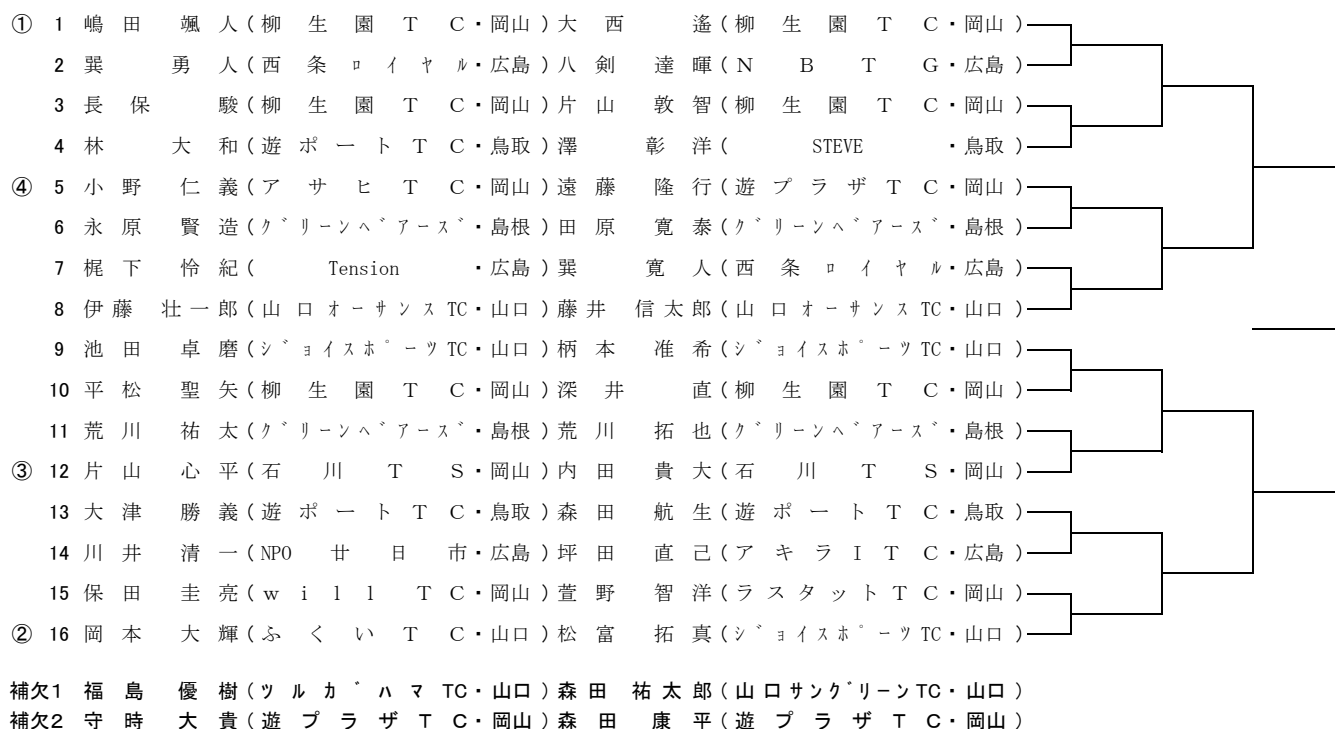 ① 1 嶋田 颯人(柳生園TC・岡山)大西 遙(柳生園TC・岡山)
2 巽 勇人(西条ロイヤル・広島)八剣 達暉(NBTG・広島)
3 長保 駿(柳生園TC・岡山)片山 敦智(柳生園TC・岡山)
4 林 大和(遊ポートTC・鳥取)澤 彰洋(STEVE・鳥取)
④ 5 小野 仁義(アサヒTC・岡山)遠藤 隆行(遊プラザTC・岡山)
6 永原 賢造(グリーンヘアーズ・島根)田原 寛泰(グリーンヘアーズ・島根)
7 梶下 怜紀(Tension・広島)巽 寛人(西条ロイヤル・広島)
8 伊藤 壮一郎(山口オーサンスTC・山口)藤井 信太郎(山口オーサンスTC・山口)
9 池田 卓磨(ジョイスポーツTC・山口)柄本 准希(ジョイスポーツTC・山口)
10 平松 聖矢(柳生園TC・岡山)深井 直(柳生園TC・岡山)
11 荒川 祐太(グリーンヘアーズ・島根)荒川 拓也(グリーンヘアーズ・島根)
③ 12 片山 心平(石川TS・岡山)内田 貴大(石川TS・岡山)
13 大津 勝義(遊ポートTC・鳥取)森田 航生(遊ポートTC・鳥取)
14 川井 清一(NPO廿日市・広島)坪田 直己(アキラITC・広島)
15 保田 圭亮(will TC・岡山)萱野 智洋(ラスタットTC・岡山)
② 16 岡本 大輝(ふくいTC・山口)松富 拓真(ジョイスポーツTC・山口)
補欠1 福島 優樹(ツルガハマTC・山口)森田 祐太郎(山口サングリーンTC・山口)
補欠2 守時 大貴(遊プラザTC・岡山)森田 康平(遊プラザTC・岡山)